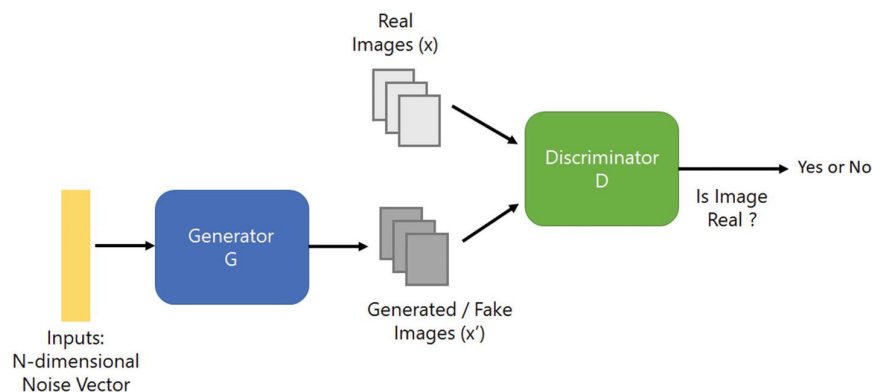 Real
Images (x)
Discriminator
D
Yes or No
Is Image
Real ?
Generator
G
Generated / Fake
Images (x')
Inputs:
N-dimensional
Noise Vector